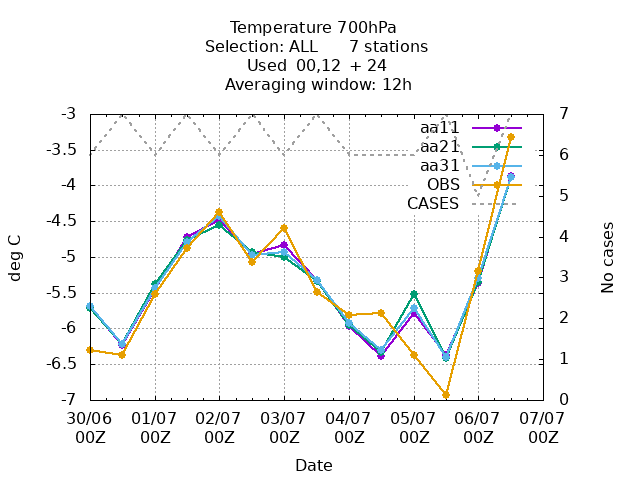 Temperature 700hPa
Selection: ALL 7 stations
Used 00,12 + 24
Averaging window: 12h
-3
-3.5
-4
-4.5
-5
-5.5
-6
-6.5
-7
deg C
7
6
5
4
3
2
1
0
No cases
aa11
aa21
aa31
OBS
CASES
30/06 01/07 02/07 03/07 04/07 05/07 06/07 07/07
00Z 00Z 00Z 00Z 00Z 00Z 00Z 00Z
Date